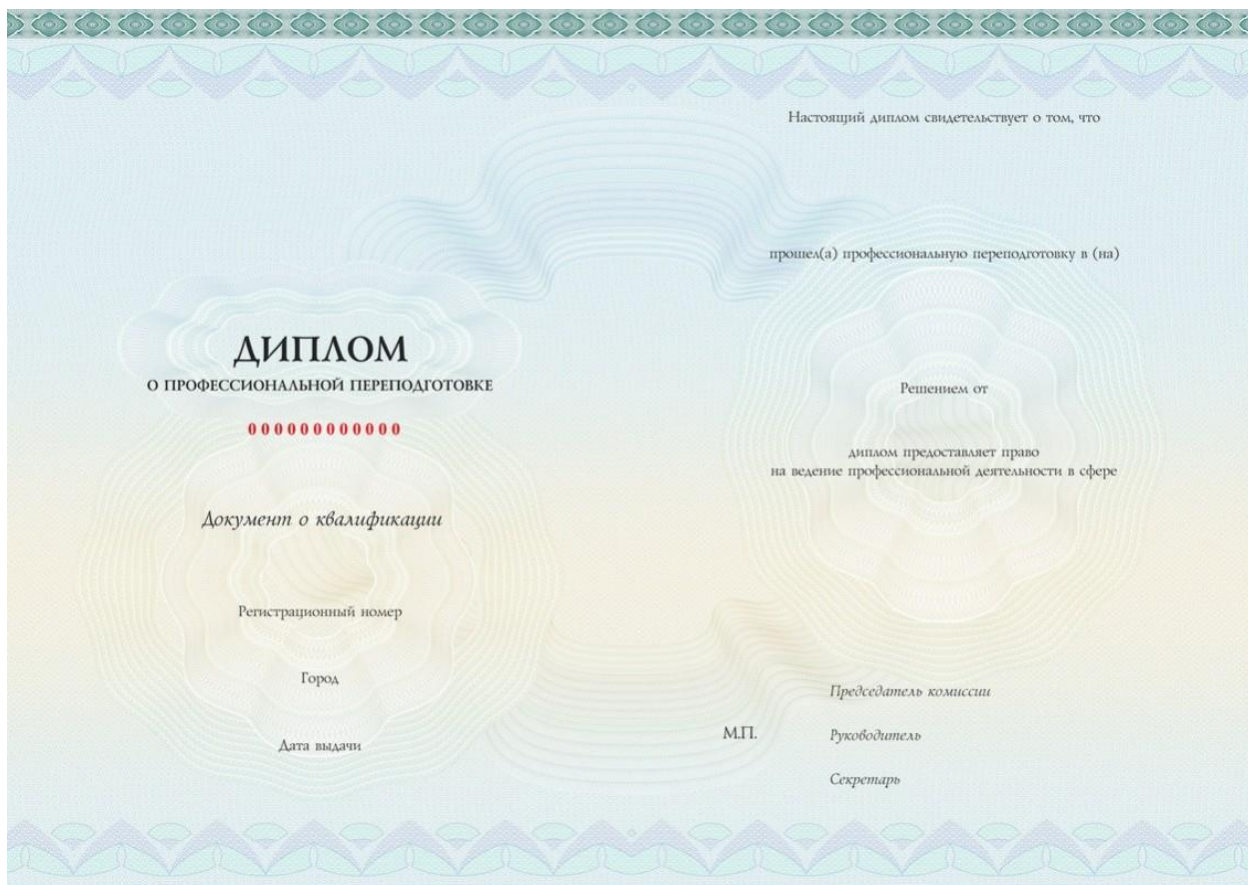 ДИПЛОМ
О ПРОФЕССИОНАЛЬНОЙ ПЕРЕПОДГОТОВКЕ
000000000000
Документ о квалификации
Регистрационный номер
Город
Дата выдачи
Настоящий диплом свидетельствует о том, что
прошел(а) профессиональную переподготовку в (на)
Решением от
диплом предоставляет право
на ведение профессиональной деятельности в сфере
Председатель комиссии
М.П.
Руководитель
Секретарь